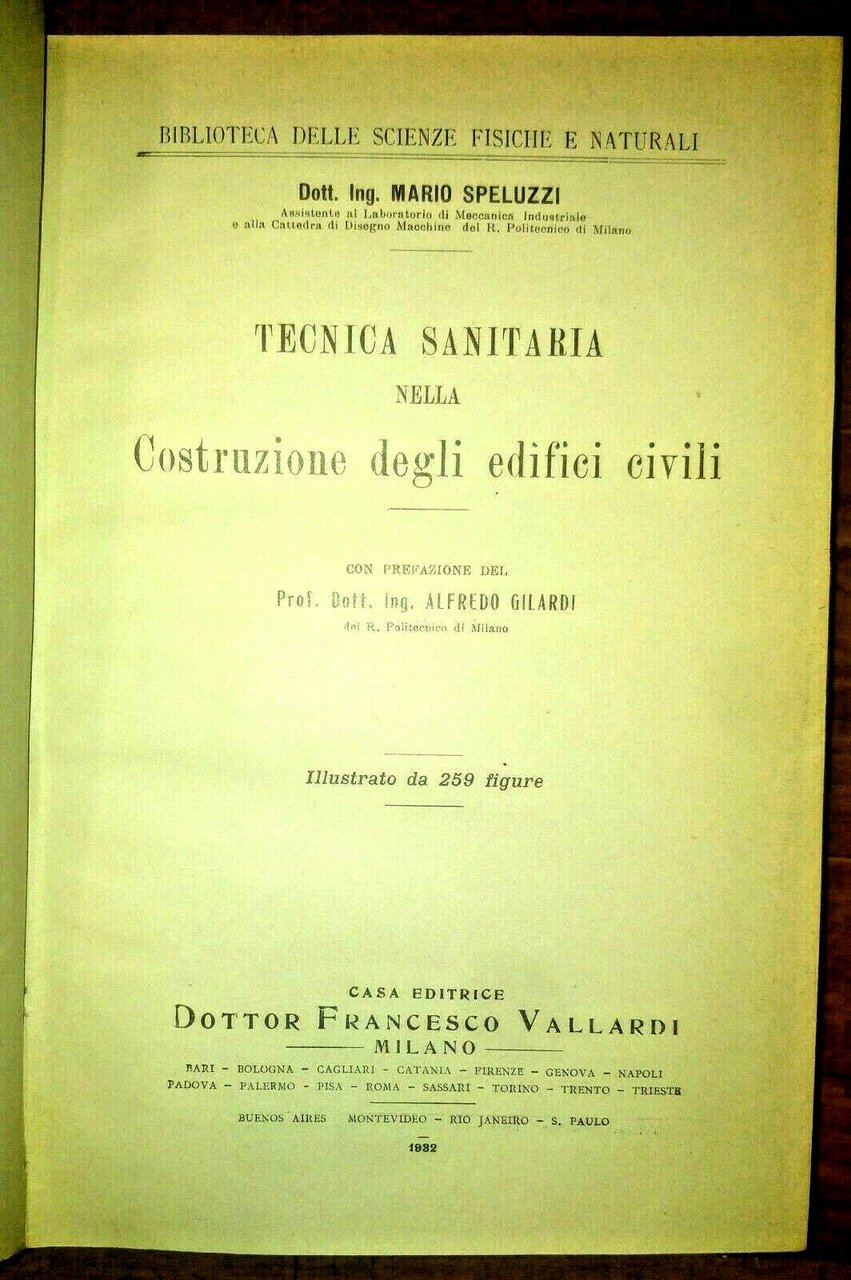 BIBLIOTECA DELLE SCIENZE FISICHE E NATURALI
Dott. Ing. MARIO SPELUZZI
Assistente al Laboratorio di Meccanica Industriale
e alla Cattedra di Disegno Macchine del R. Politecnico di Milano
TECNICA SANITARIA
NELLA
Costruzione degli edifici civili
CON PREFAZIONE DEL
Prof. Dott. Ing. ALFREDO GILARDI
del R. Politecnico di Milano
Illustrato da 259 figure
CASA EDITRICE
DOTTOR FRANCESCO VALLARDI
MILANO
BARI - BOLOGNA - CAGLIARI - CATANIA - FIRENZE - GENOVA - NAPOLI
PADOVA - PALERMO - PISA - ROMA - SASSARI - TORINO - TRENTO - TRIESTE
BUENOS AIRES MONTEVIDEO - RIO JANEIRO - S. PAULO
1932